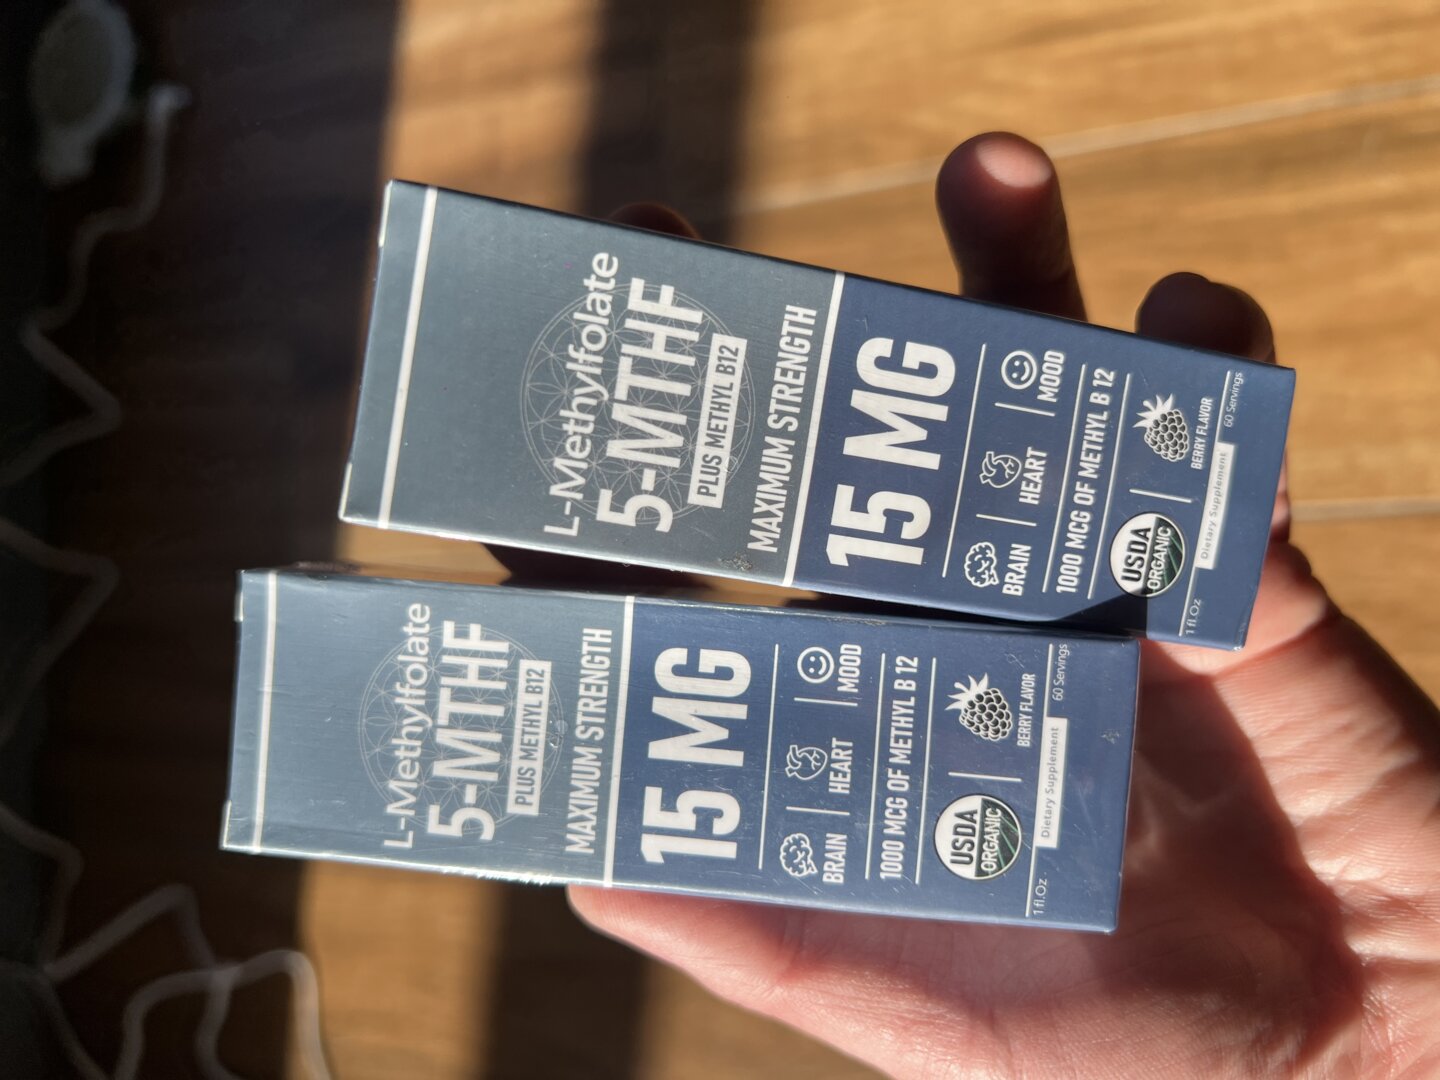 L-Methylfolate
5-MTHF
PLUS METHYL B12
MAXIMUM STRENGTH
15 MG
BRAIN
HEART
MOOD
1000 MCG OF METHYL B 12
USDA
ORGANIC
BERRY FLAVOR
1 fl.Oz
Dietary Supplement
60 Servings
L-Methylfolate
5-MTHF
PLUS METHYL B12
MAXIMUM STRENGTH
15 MG
BRAIN
HEART
MOOD
1000 MCG OF METHYL B 12
USDA
ORGANIC
BERRY FLAVOR
1 fl.Oz
Dietary Supplement
60 Servings